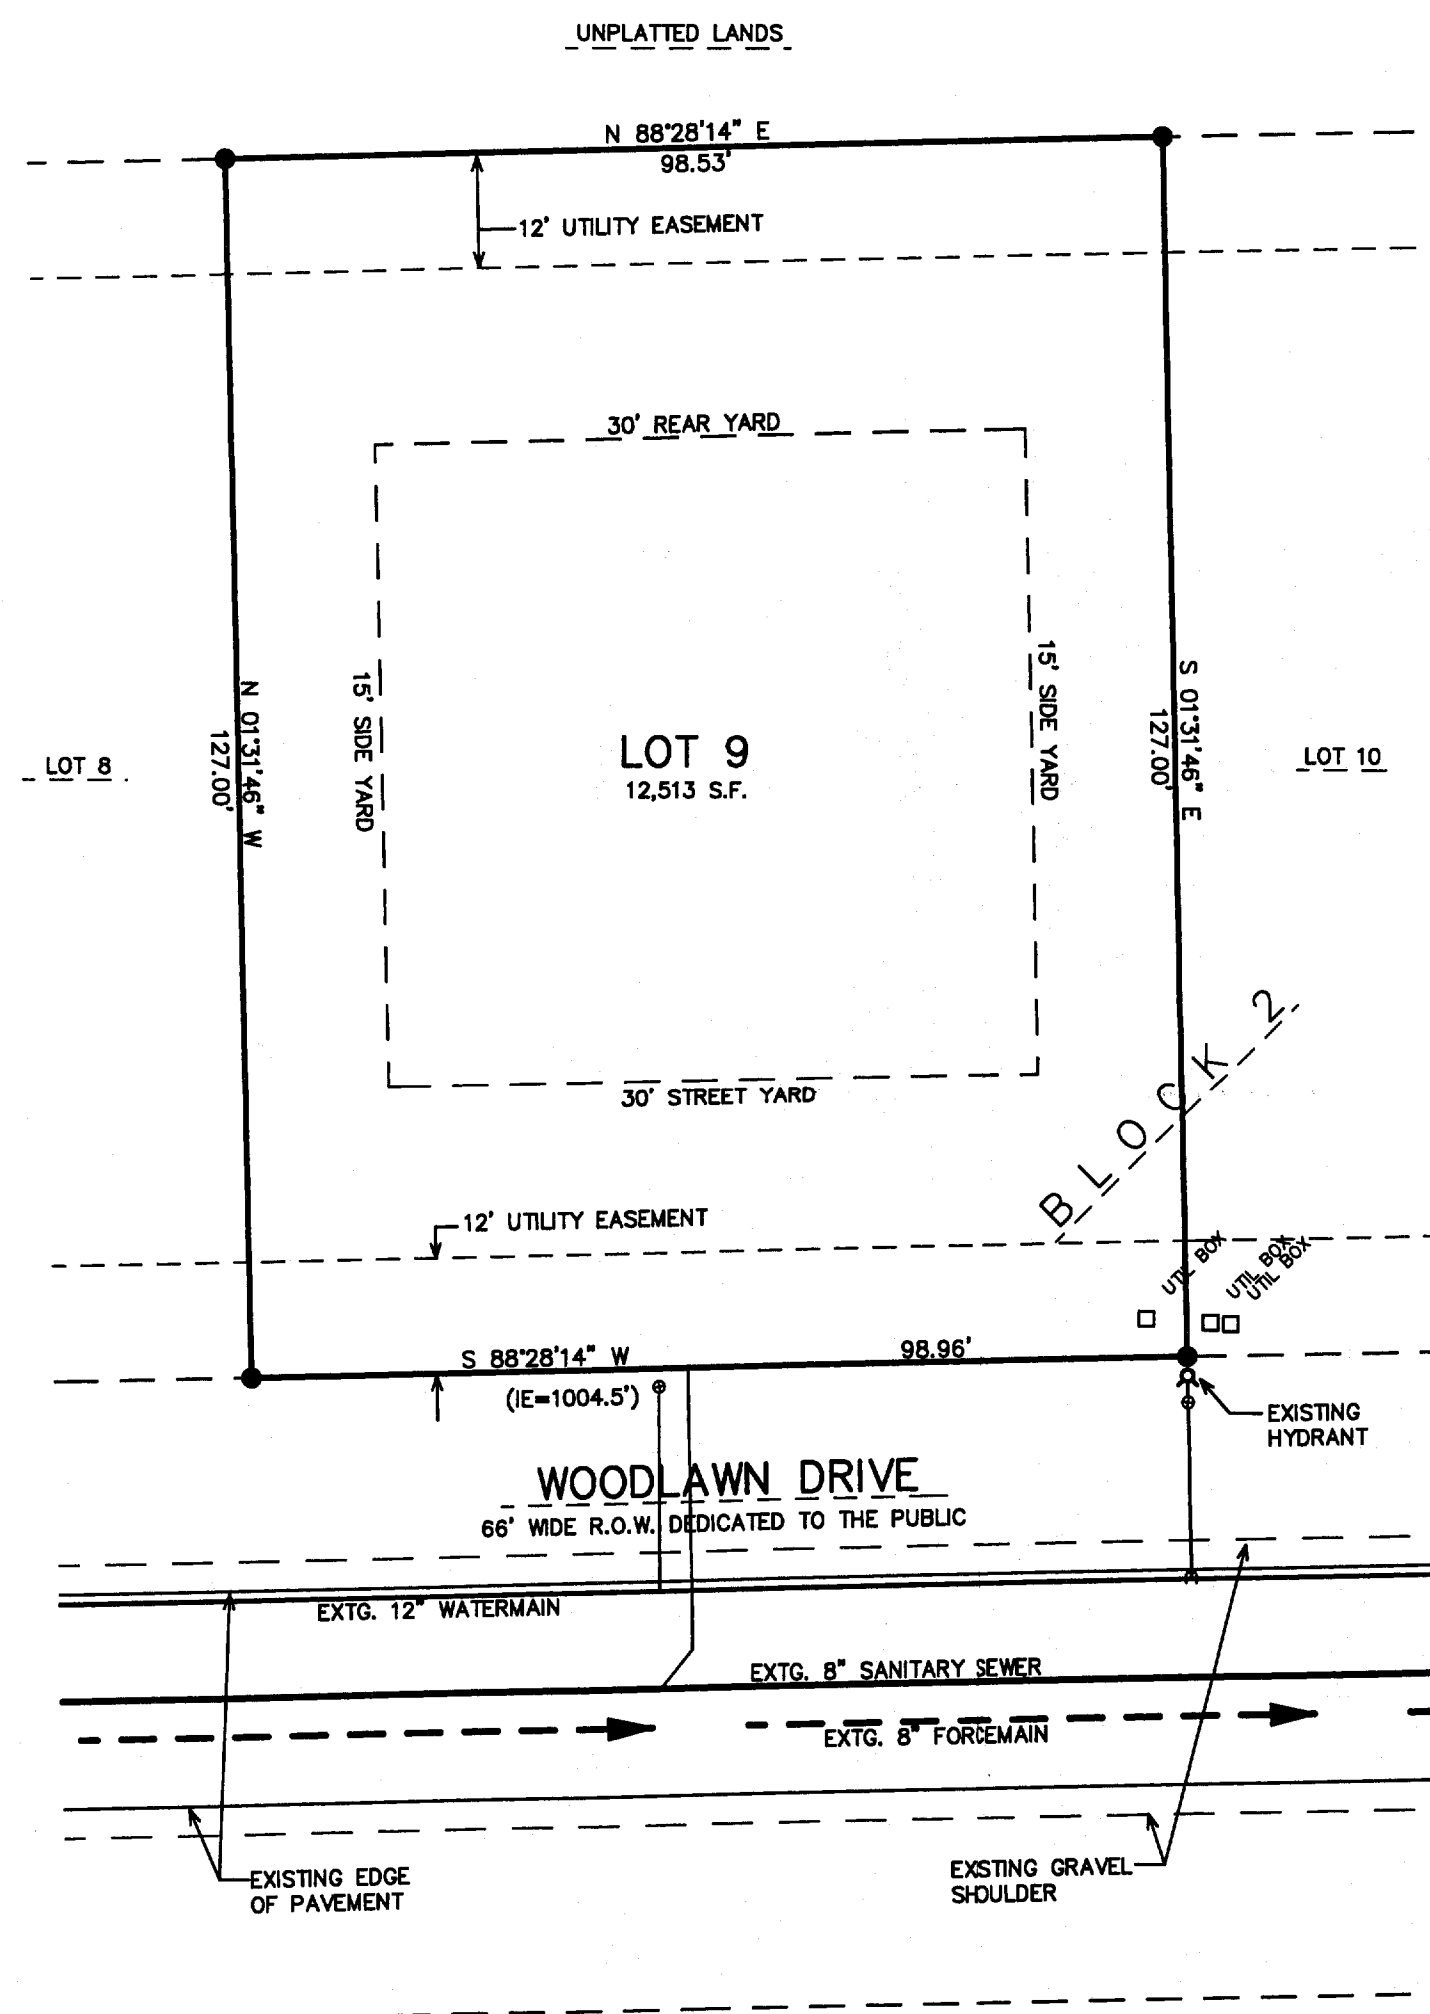 UNPLATTED LANDS
N 88°28'14" E
98.53'
12' UTILITY EASEMENT
30' REAR YARD
N 01°31'46" W
127.00'
15' SIDE YARD
15' SIDE YARD
S 01°31'46" E
127.00'
LOT 8
LOT 9
12,513 S.F.
LOT 10
30' STREET YARD
BLOCK 2
12' UTILITY EASEMENT
UTIL BOX
UTIL BOX
UTIL BOX
S 88°28'14" W
98.96'
(IE=1004.5')
EXISTING
HYDRANT
WOODLAWN DRIVE
66' WIDE R.O.W. DEDICATED TO THE PUBLIC
EXTG. 12" WATERMAIN
EXTG. 8" SANITARY SEWER
EXTG. 8" FORCEMAIN
EXISTING EDGE
OF PAVEMENT
EXSTING GRAVEL
SHOULDER